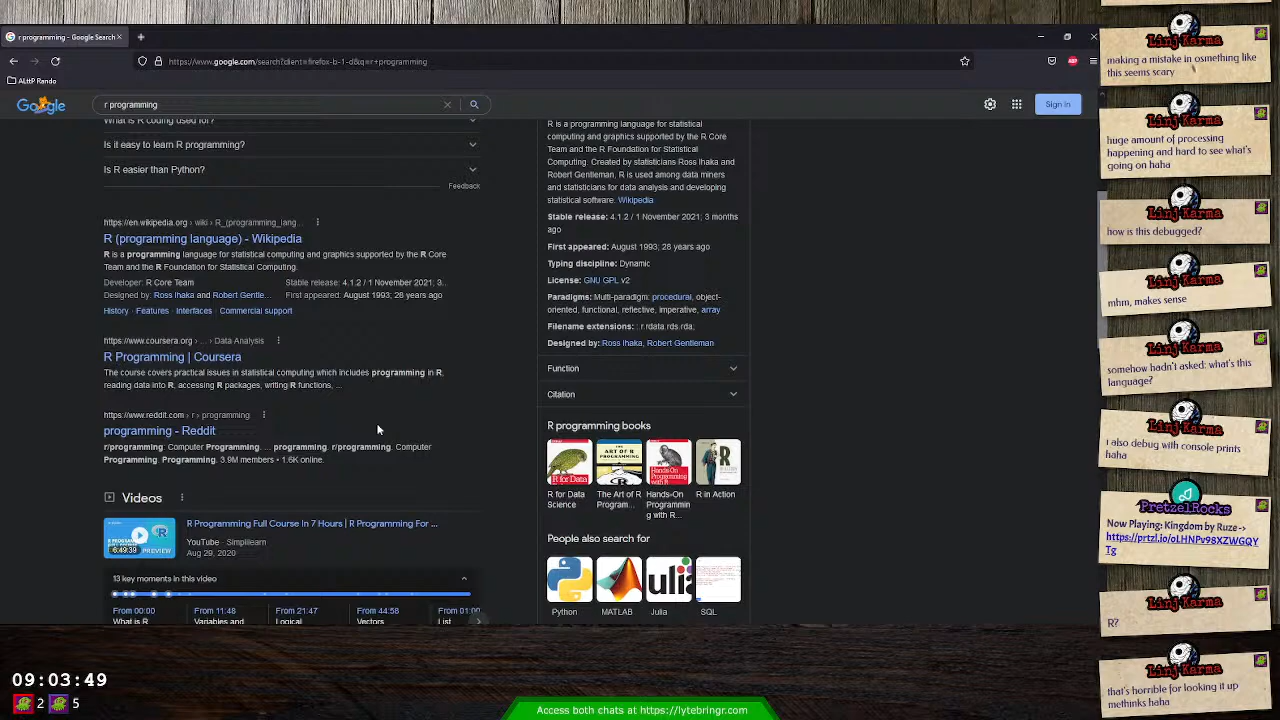 r programming - Google Search
https://www.google.com/search?client=firefox-b-1-d&q=r+programming
ALttP Rando
Google
r programming
Sign in
What is R coding used for?
Is it easy to learn R programming?
Is R easier than Python?
Feedback
https://en.wikipedia.org › wiki › R_(programming_lang...
R (programming language) - Wikipedia
R is a programming language for statistical computing and graphics supported by the R Core
Team and the R Foundation for Statistical Computing.
Developer: R Core Team
Stable release: 4.1.2 / 1 November 2021; 3...
Designed by: Ross Ihaka and Robert Gentle...
First appeared: August 1993; 28 years ago
History · Features · Interfaces · Commercial support
https://www.coursera.org › ... › Data Analysis
R Programming | Coursera
The course covers practical issues in statistical computing which includes programming in R,
reading data into R, accessing R packages, writing R functions, ...
https://www.reddit.com › r › programming
programming - Reddit
programming Computer Programming. ... programming. r/programming. Computer
Programming. Programming. 3.9M members • 1.6K online.
Videos
R Programming Full Course In 7 Hours | R Programming For ...
6:49:39
PREVIEW
YouTube · Simplilearn
Aug 29, 2020
13 key moments in this video
From 00:00
From 11:48
From 21:47
From 44:58
What is R
Variables and
Logical
Vectors
programming language for statistical
computing and graphics supported by the R Core
Team and the R Foundation for Statistical
Computing. Created by statisticians Ross Ihaka and
Robert Gentleman, R is used among data miners
and statisticians for data analysis and developing
statistical software. Wikipedia
Stable release: 4.1.2 / 1 November 2021; 3 months
ago
First appeared: August 1993; 28 years ago
Typing discipline: Dynamic
License: GNU GPL v2
Paradigms: Multi-paradigm: procedural, object-
oriented, functional, reflective, imperative, array
Filename extensions: .r.rdata.rds.rda;
Designed by: Ross Ihaka, Robert Gentleman
Function
Citation
R programming books
R for Data
Science
The Art of R
Program...
Hands-On
Programmin
g with R...
R in Action
People also search for
Python
MATLAB
Julia
SQL
09:03:49
2
5
Access both chats at https://lytebringr.com
Linj Karma
making a mistake in osmething like
this seems scary
Linj Karma
huge amount of processing
happening and hard to see what's
going on haha
Linj Karma
how is this debugged?
Linj Karma
mhm, makes sense
Linj Karma
somehow hadn't asked: what's this
language?
Linj Karma
i also debug with console prints
haha
PretzelRocks
Now Playing: Kingdom by Ruze ->
https://prtzl.io/oLHNPv98XZWGQY
Tg
Linj Karma
R?
Linj Karma
that's horrible for looking it up
methinks haha